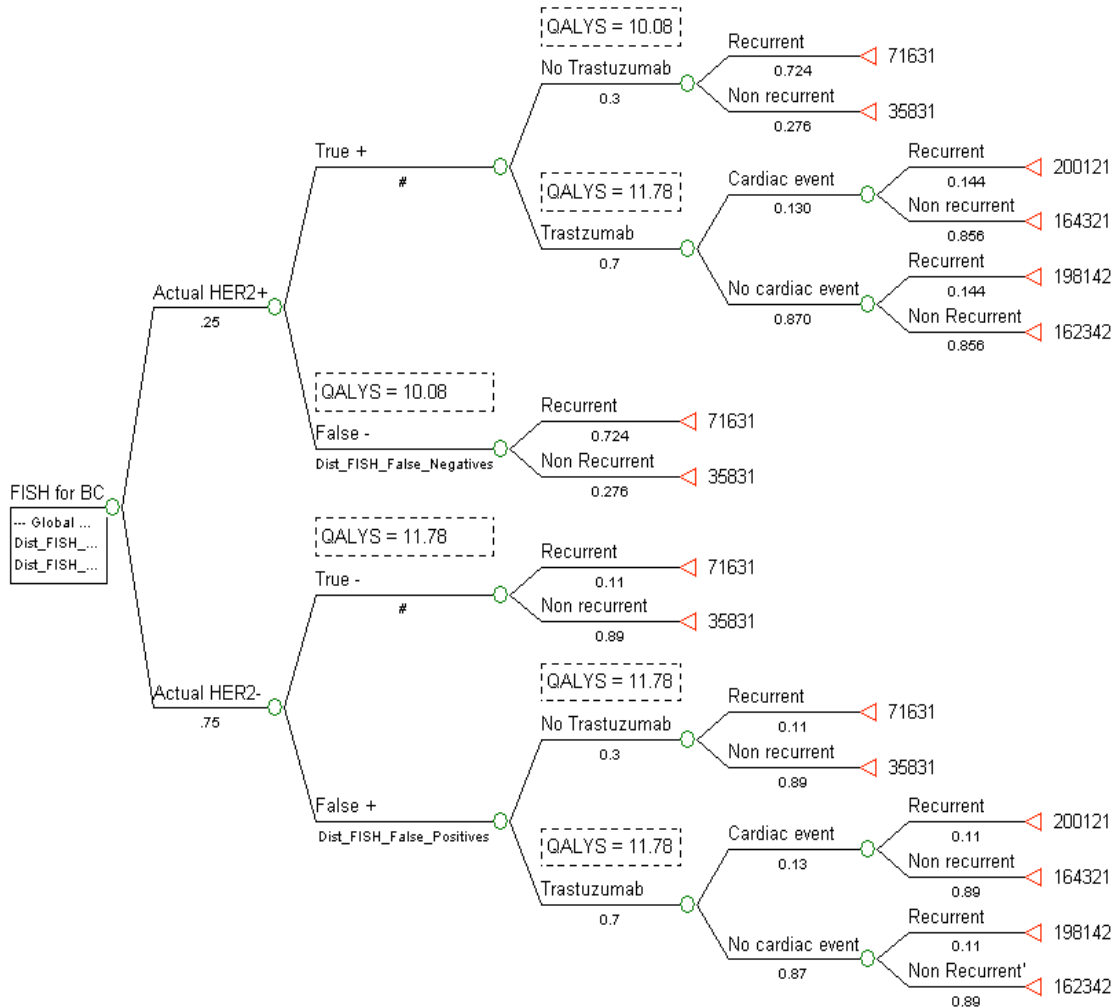 QALYS = 10.08
Recurrent
0.724
71631
No Trastuzumab
0.3
Non recurrent
0.276
35831
True +
#
QALYS = 11.78
Trastzumab
0.7
Cardiac event
0.130
Recurrent
0.144
200121
Non recurrent
0.856
164321
No cardiac event
0.870
Recurrent
0.144
198142
Non Recurrent
0.856
162342
Actual HER2+
.25
QALYS = 10.08
False -
Dist_FISH_False_Negatives
Recurrent
0.724
71631
Non Recurrent
0.276
35831
FISH for BC
--- Global ...
Dist_FISH_...
Dist_FISH_...
QALYS = 11.78
True -
#
Recurrent
0.11
71631
Non recurrent
0.89
35831
Actual HER2-
.75
QALYS = 11.78
No Trastuzumab
0.3
Recurrent
0.11
71631
Non recurrent
0.89
35831
False +
Dist_FISH_False_Positives
QALYS = 11.78
Trastuzumab
0.7
Cardiac event
0.13
Recurrent
0.11
200121
Non recurrent
0.89
164321
No cardiac event
0.87
Recurrent
0.11
198142
Non Recurrent'
0.89
162342